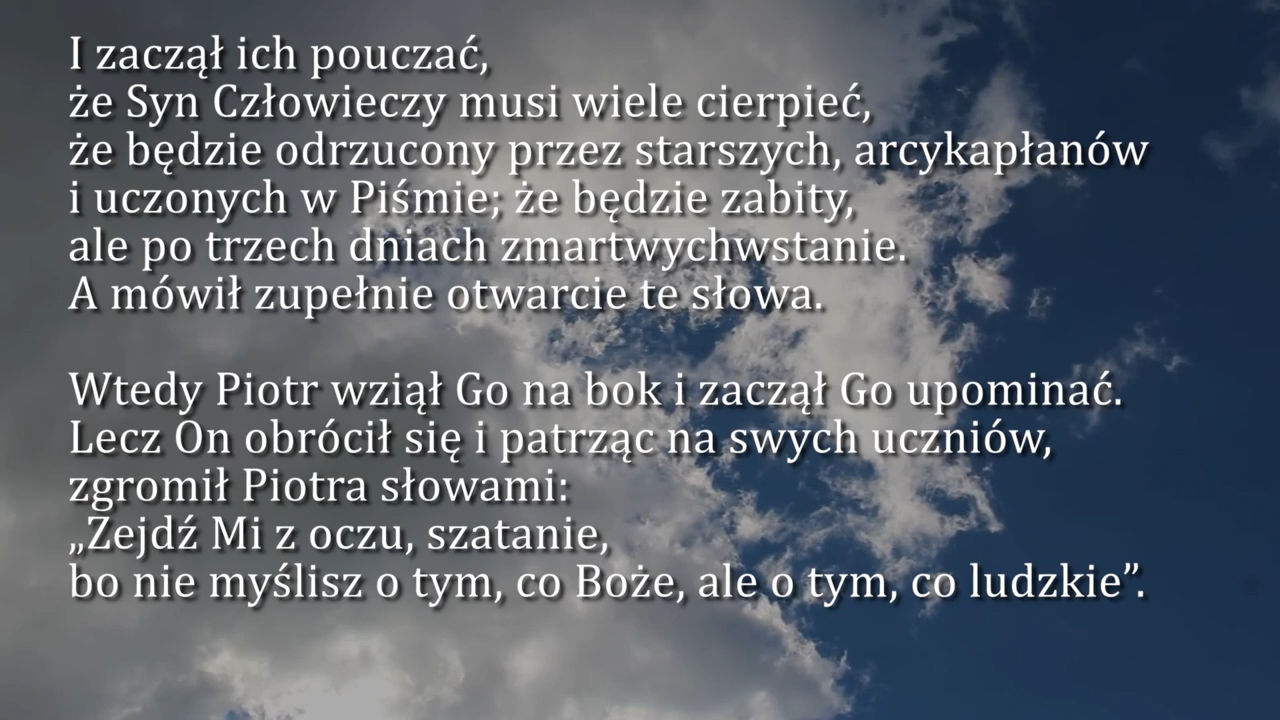 I zaczął ich pouczać,
że Syn Człowieczy musi wiele cierpieć,
że będzie odrzucony przez starszych, arcykapłanów
i uczonych w Piśmie; że będzie zabity,
ale po trzech dniach zmartwychwstanie.
A mówił zupełnie otwarcie te słowa.

Wtedy Piotr wziął Go na bok i zaczął Go upominać.
Lecz On obrócił się i patrząc na swych uczniów,
zgromił Piotra słowami:
„Zejdź Mi z oczu, szatanie,
bo nie myślisz o tym, co Boże, ale o tym, co ludzkie”.